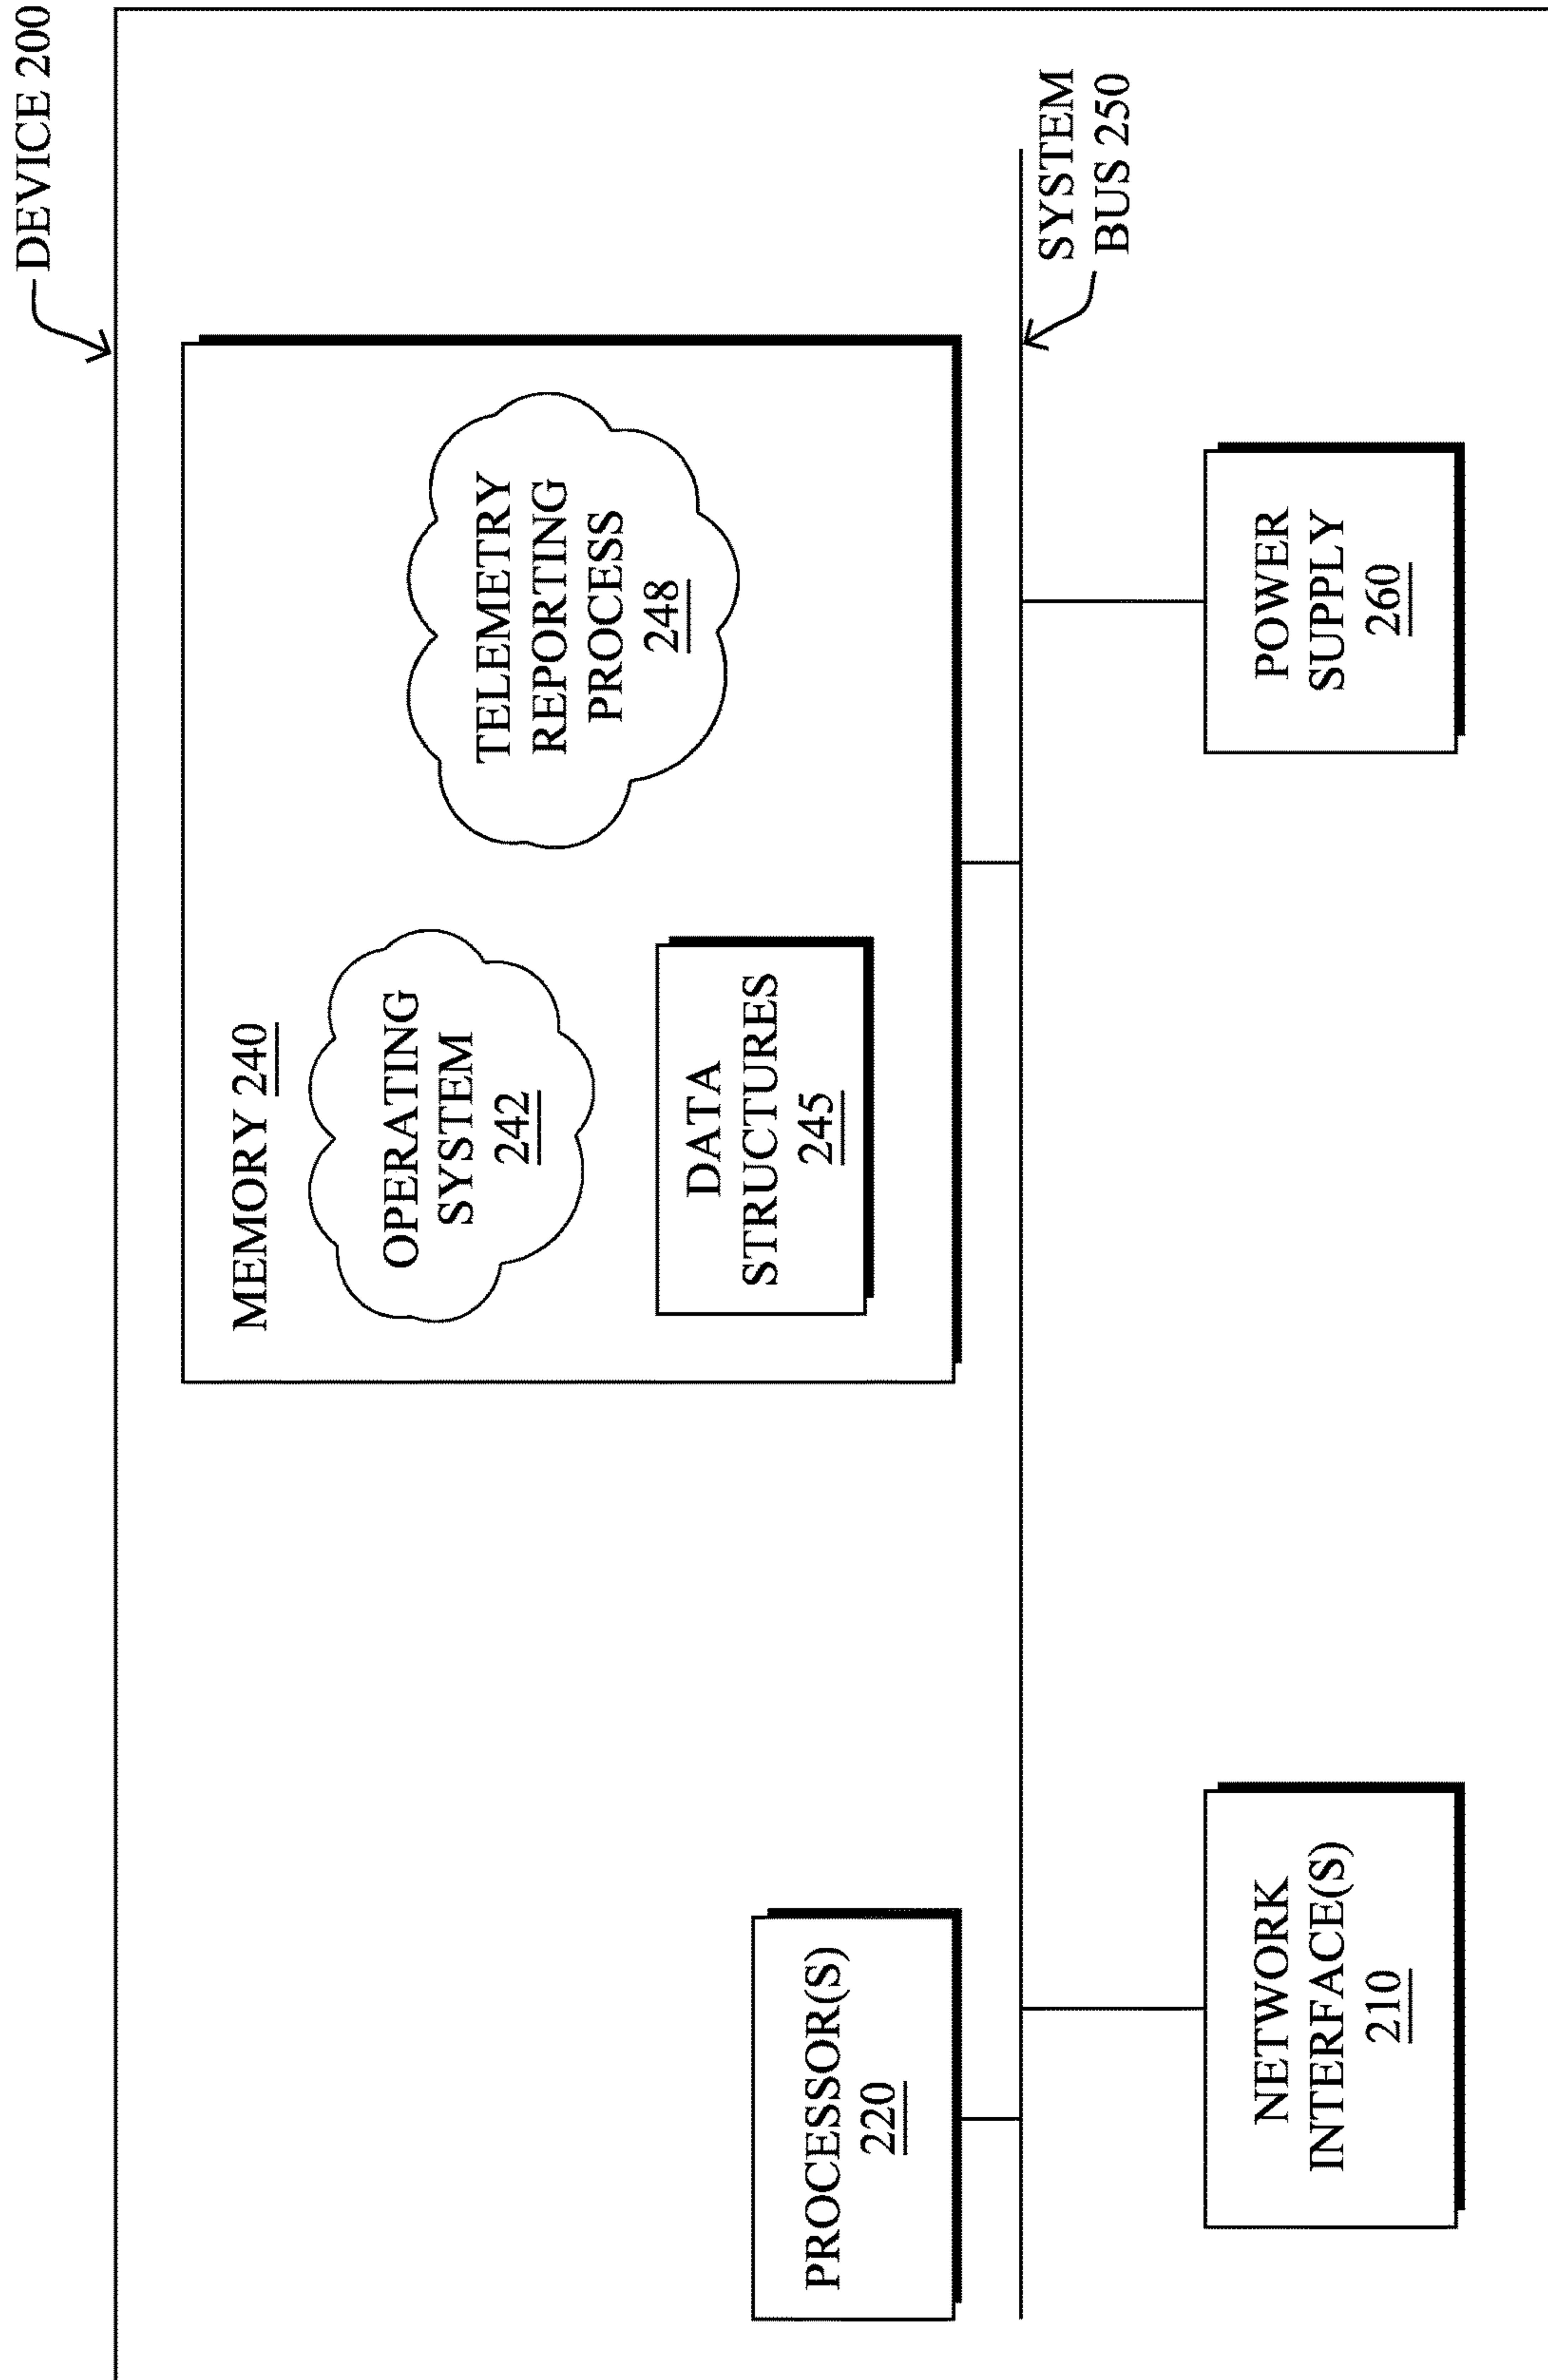 DEVICE 200
MEMORY 240
OPERATING
SYSTEM
242
TELEMETRY
REPORTING
PROCESS
248
DATA
STRUCTURES
245
PROCESSOR(S)
220
SYSTEM
BUS 250
NETWORK
INTERFACE(S)
210
POWER
SUPPLY
260